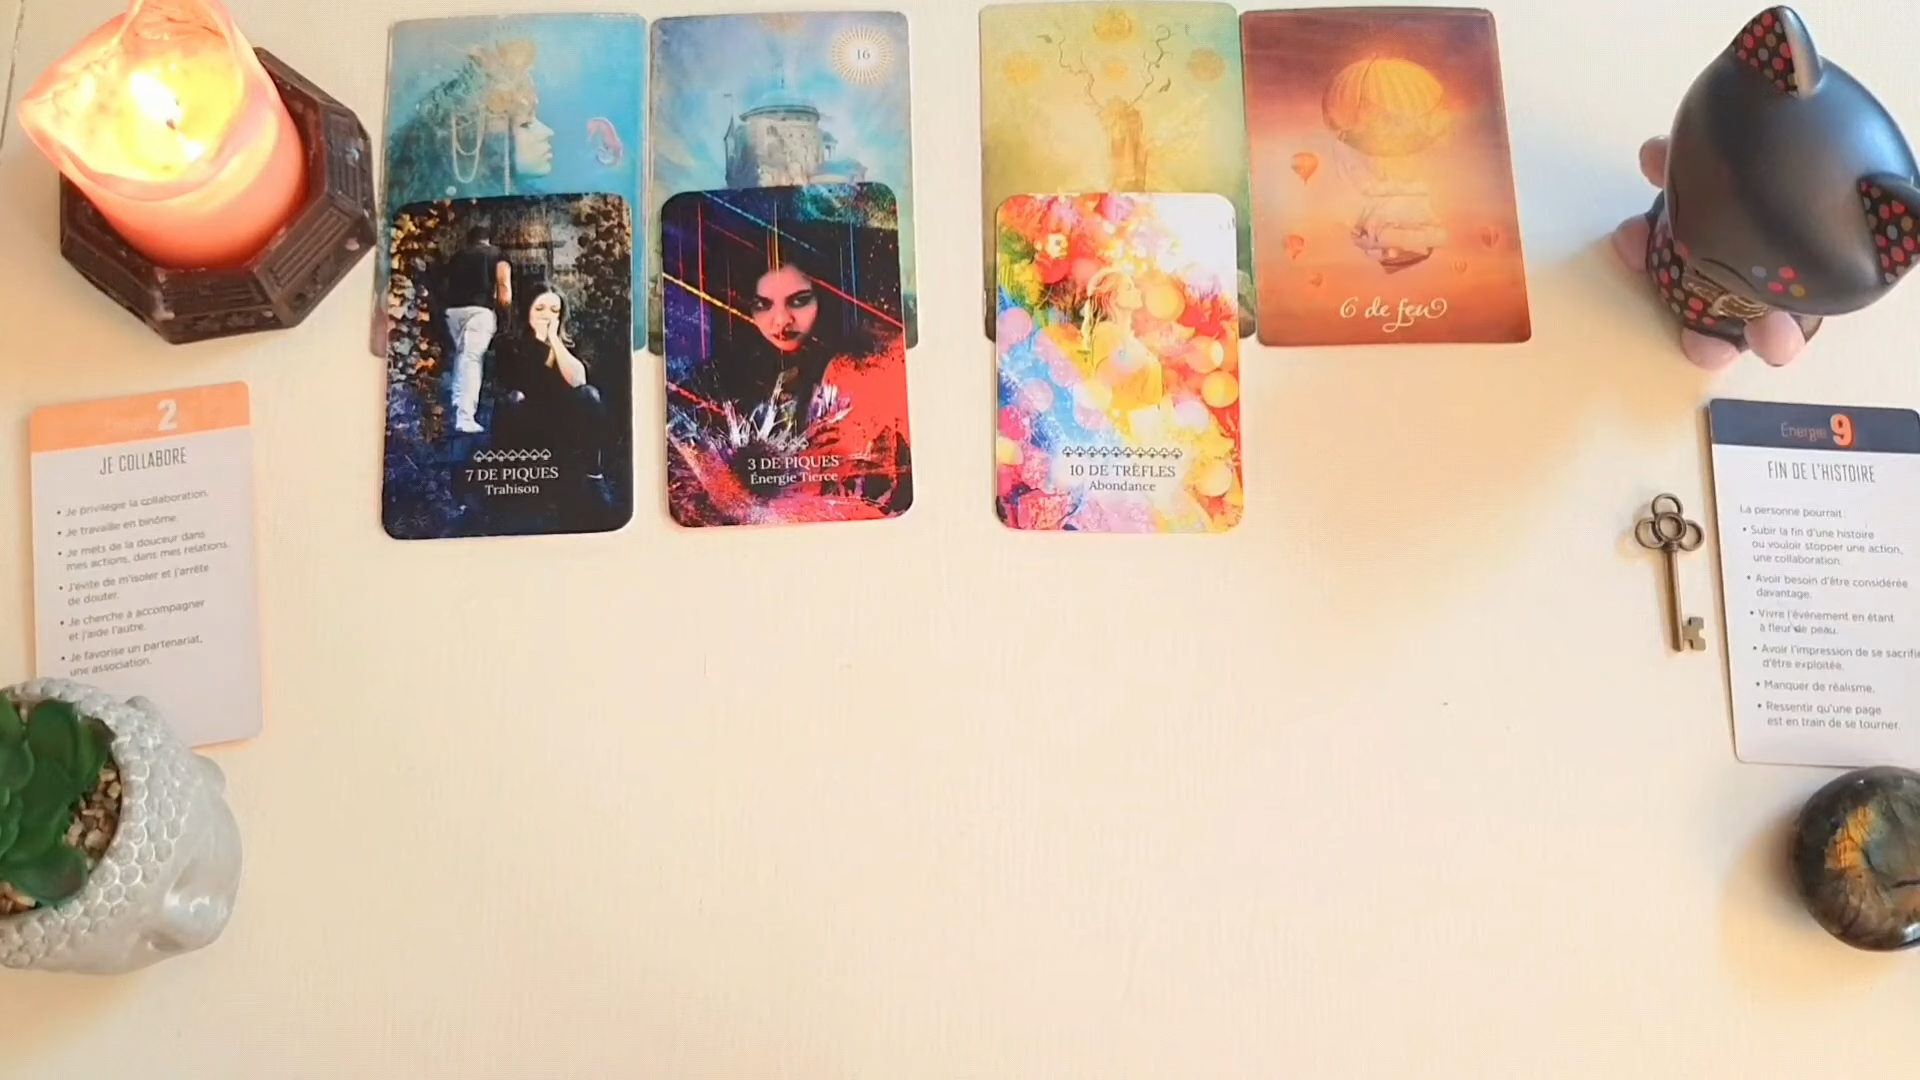 16
6 de feu
7 DE PIQUES
Trahison
3 DE PIQUES
Énergie Tierce
10 DE TRÈFLES
Abondance
Énergie 2
JE COLLABORE
• Je privilégie la collaboration.
• Je travaille en binôme.
• Je mets de la douceur dans
mes actions, dans mes relations.
• J'évite de m'isoler et j'arrête
de douter.
• Je cherche à accompagner
et j'aide l'autre.
• Je favorise un partenariat,
une association.
Énergie 9
FIN DE L'HISTOIRE
La personne pourrait :
• Subir la fin d'une histoire
ou vouloir stopper une action,
une collaboration.
• Avoir besoin d'être considérée
davantage.
• Vivre l'événement en étant
à fleur de peau.
• Avoir l'impression de se sacrifie
d'être exploitée.
• Manquer de réalisme.
• Ressentir qu'une page
est en train de se tourner.